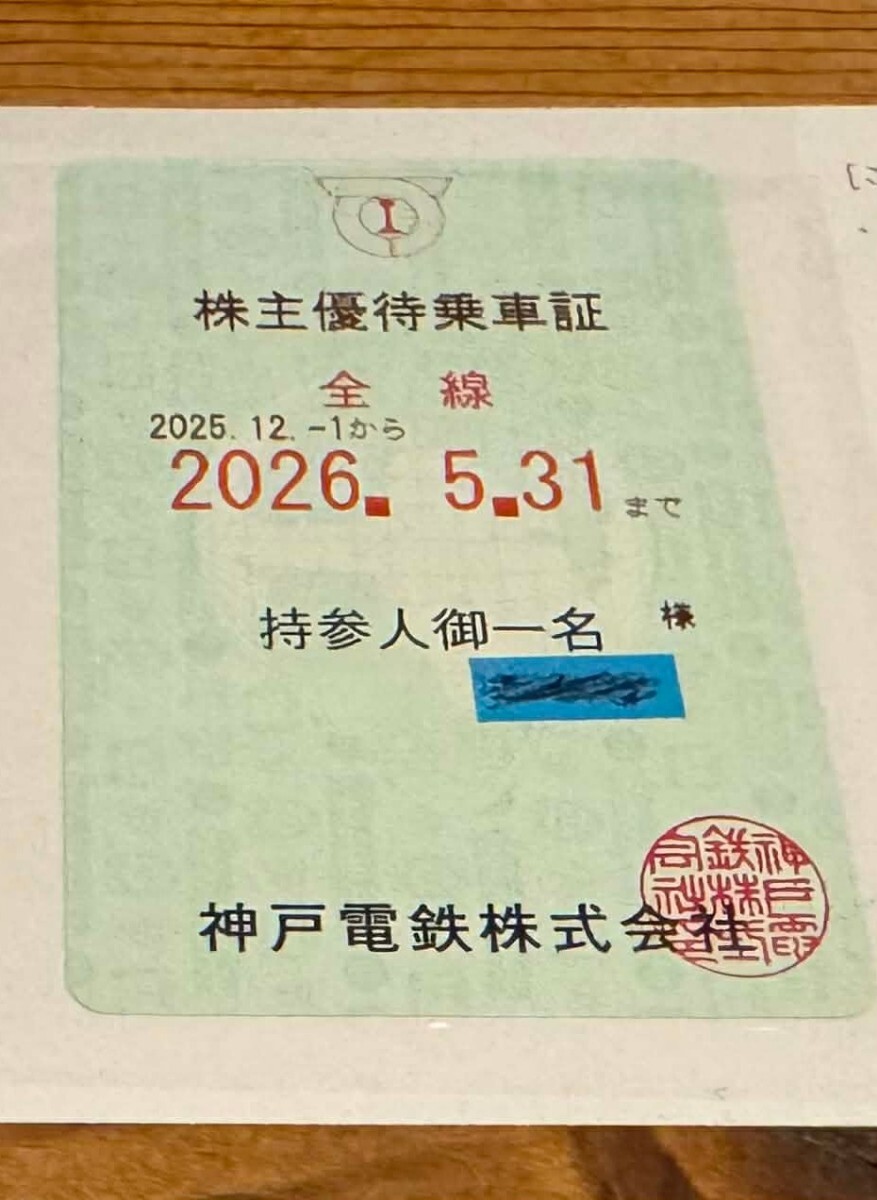 株主優待乗車証
全 線
2025. 12. -1から
2026. 5.31まで
持参人御一名 様
神戸電鉄株式会社